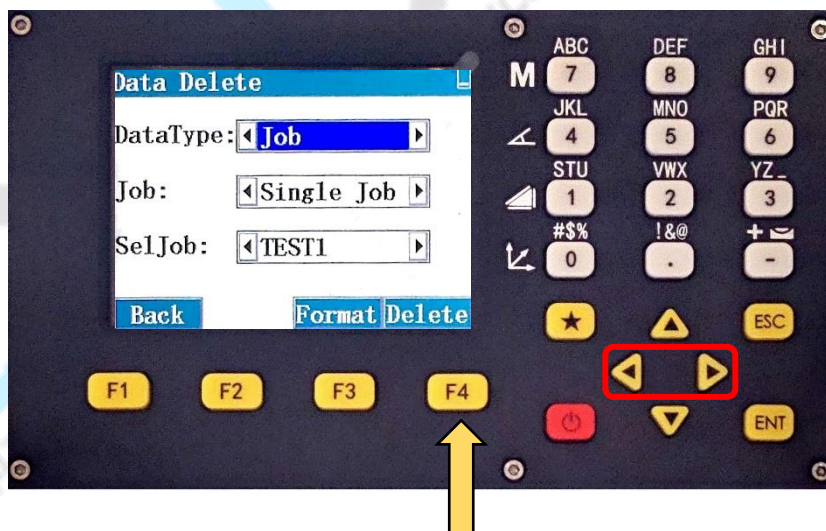 Data Delete
DataType: Job
Job: Single Job
SelJob: TEST1
Back Format Delete
F1 F2 F3 F4
ABC DEF GHI
M 7 8 9
JKL MNO PQR
4 5 6
STU VWX YZ_
1 2 3
#$% !&@ +
0 . -
ESC
ENT